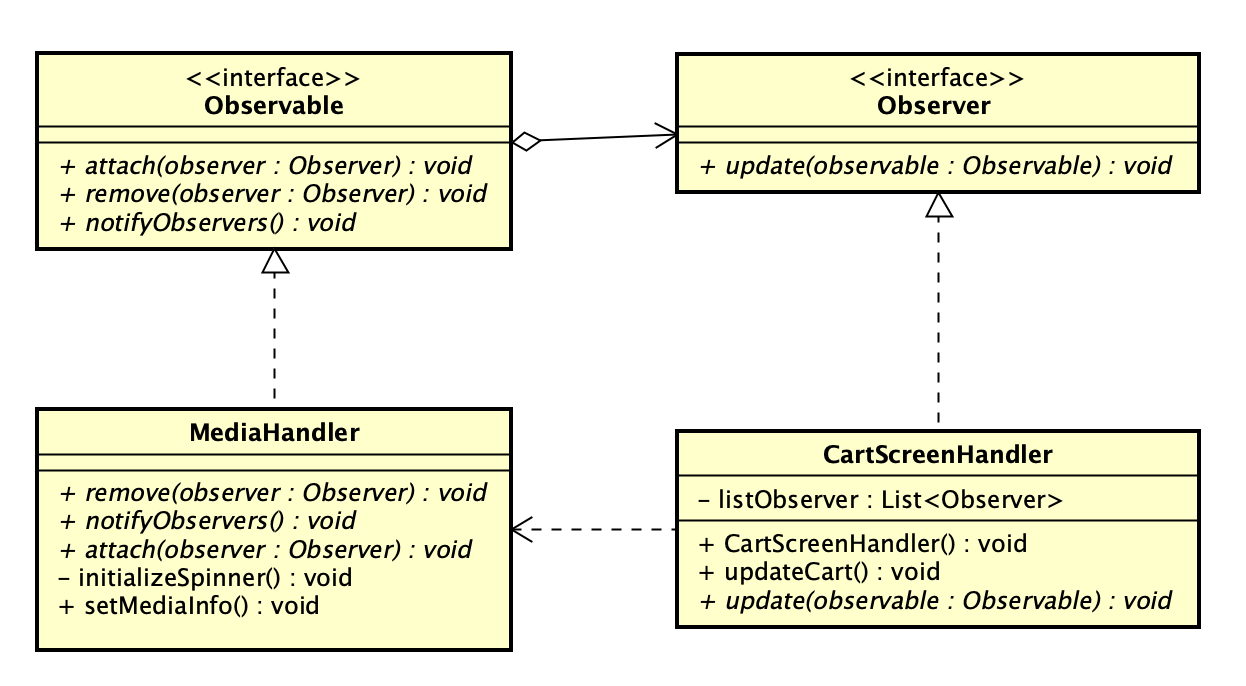 <<interface>>
Observable
+ attach(observer : Observer) : void
+ remove(observer : Observer) : void
+ notifyObservers() : void
<<interface>>
Observer
+ update(observable : Observable) : void
MediaHandler
+ remove(observer : Observer) : void
+ notifyObservers() : void
+ attach(observer : Observer) : void
- initializeSpinner() : void
+ setMediaInfo() : void
CartScreenHandler
- listObserver : List<Observer>
+ CartScreenHandler() : void
+ updateCart() : void
+ update(observable : Observable) : void